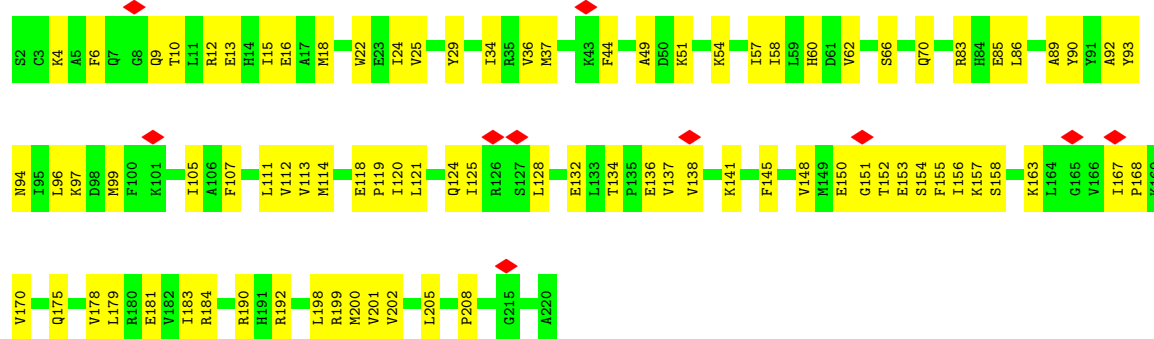 S2 C3 K4 A5 F6 Q7 G8 Q9 T10 L11 R12 E13 H14 I15 E16 A17 M18 W22 E23 I24 V25 Y29 I34 R35 V36 M37 K43 F44 A49 D50 K51 K54 I57 I58 L59 H60 D61 V62 S66 Q70 R83 H84 E85 L86 A89 Y90 Y91 A92 Y93
N94 I95 L96 K97 D98 M99 F100 K101 I105 A106 F107 L111 V112 V113 M114 E118 P119 I120 L121 Q124 I125 R126 S127 L128 E132 L133 T134 P135 E136 V137 V138 K141 F145 V148 M149 E150 G151 T152 E153 S154 F155 I156 K157 S158 K163 L164 G165 V166 I167 P168 K169
V170 Q175 V178 L179 R180 E181 V182 I183 R184 R190 H191 R192 L198 R199 M200 V201 V202 L205 P208 G215 A220